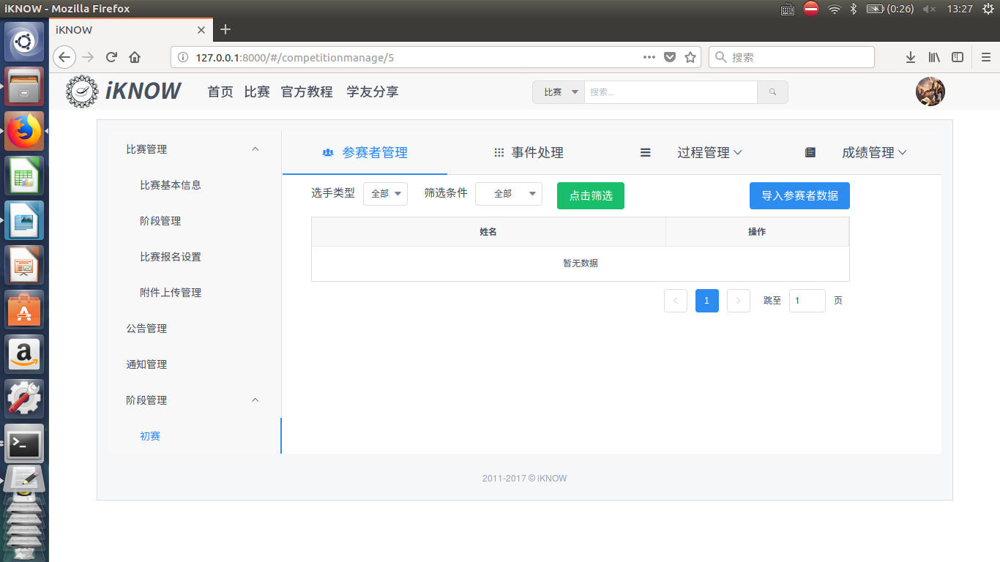 iKNOW - Mozilla Firefox
(0:26)
13:27
iKNOW
127.0.0.1:8000/#/competitionmanage/5
搜索
iKNOW
首页 比赛 官方教程 学友分享
比赛
搜索...
比赛管理
比赛基本信息
阶段管理
比赛报名设置
附件上传管理
公告管理
通知管理
阶段管理
初赛
参赛者管理
事件处理
过程管理
成绩管理
选手类型
全部
筛选条件
全部
点击筛选
导入参赛者数据
姓名
操作
暂无数据
1
跳至
1
页
2011-2017 © iKNOW